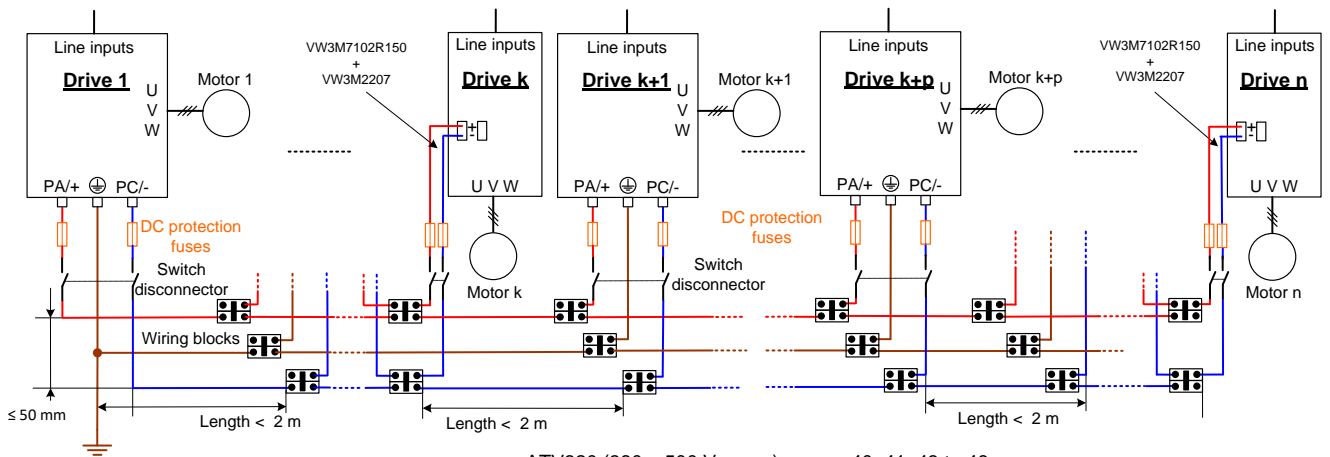 Line inputs
Drive 1
Motor 1
U
V
W
PA/+
PC/-
DC protection
fuses
Switch
disconnector
Wiring blocks
≤ 50 mm
Length < 2 m
VW3M7102R150
+
VW3M2207
Line inputs
Drive k
+
-
U V W
Motor k
Line inputs
Drive k+1
Motor k+1
U
V
W
PA/+
PC/-
Switch
disconnector
Length < 2 m
DC protection
fuses
Line inputs
Drive k+p
Motor k+p
U
V
W
PA/+
PC/-
Length < 2 m
VW3M7102R150
+
VW3M2207
Line inputs
Drive n
+
-
U V W
Motor n